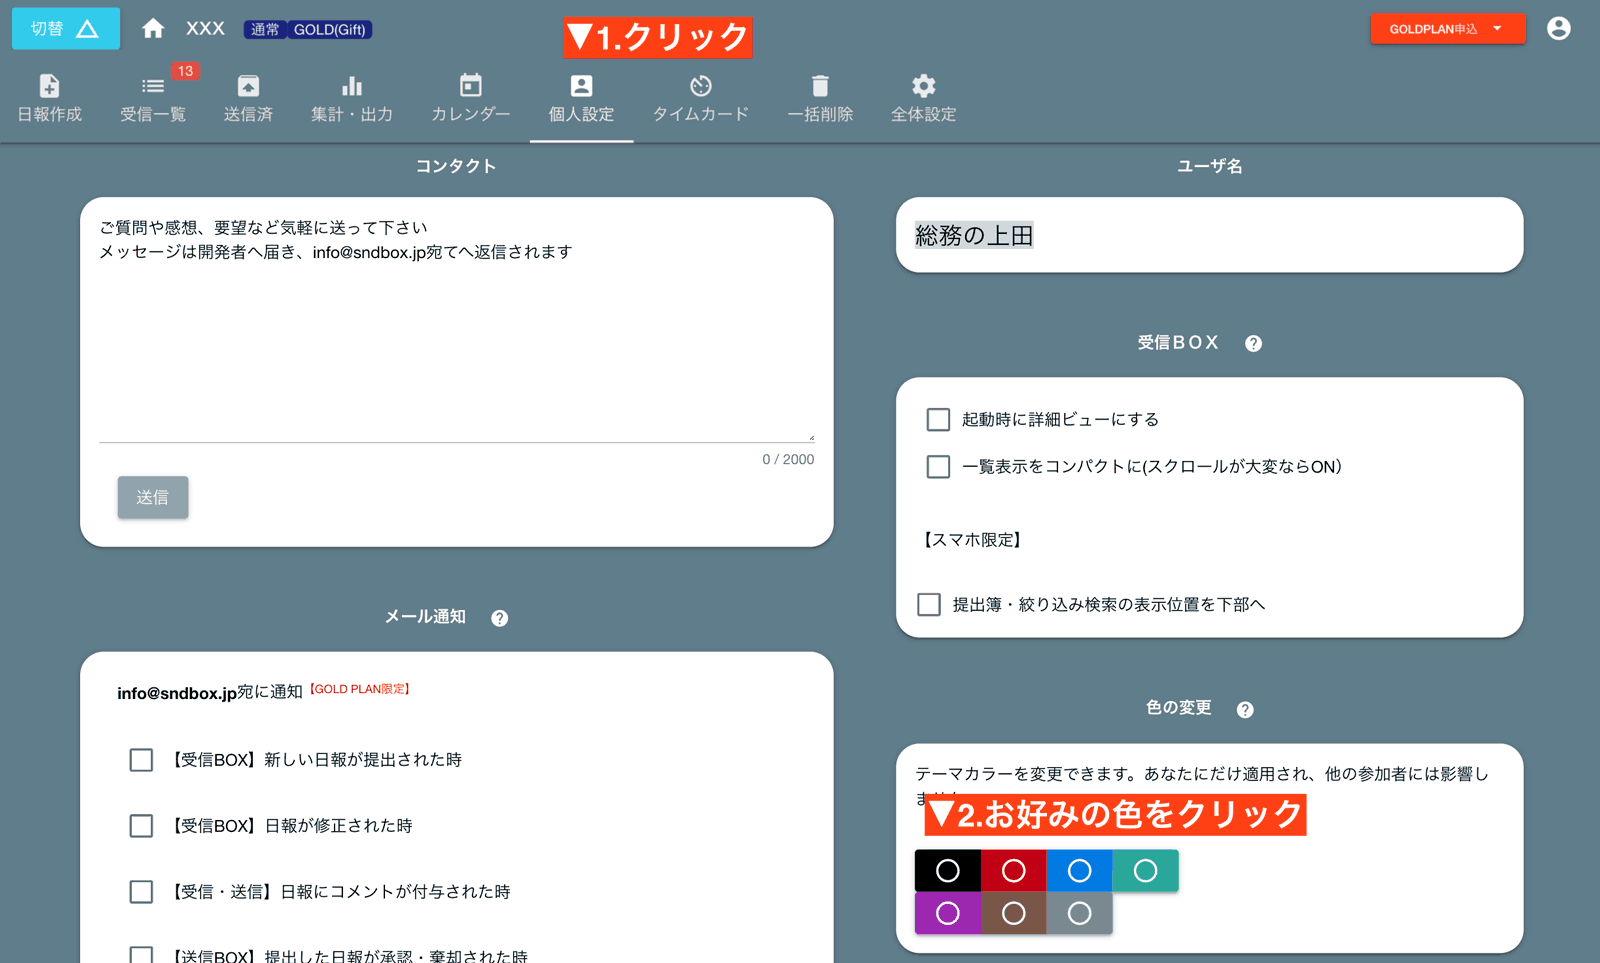 切替
XXX
通常 GOLD(Gift)
▼1.クリック
GOLDPLAN申込
日報作成
受信一覧
13
送信済
集計・出力
カレンダー
個人設定
タイムカード
一括削除
全体設定
コンタクト
ご質問や感想、要望など気軽に送って下さい
メッセージは開発者へ届き、info@sndbox.jp宛てへ返信されます
0 / 2000
送信
メール通知
info@sndbox.jp宛に通知【GOLD PLAN限定】
【受信BOX】新しい日報が提出された時
【受信BOX】日報が修正された時
【受信・送信】日報にコメントが付与された時
【送信BOX】提出した日報が承認・棄却された時
ユーザ名
総務の上田
受信ＢＯＸ
起動時に詳細ビューにする
一覧表示をコンパクトに(スクロールが大変ならON）
【スマホ限定】
提出簿・絞り込み検索の表示位置を下部へ
色の変更
テーマカラーを変更できます。あなたにだけ適用され、他の参加者には影響し
▼2.お好みの色をクリック